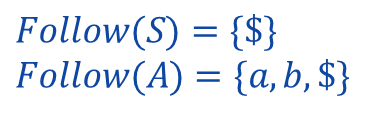 Follow(S) = {$}
Follow(A) = {a, b, $}